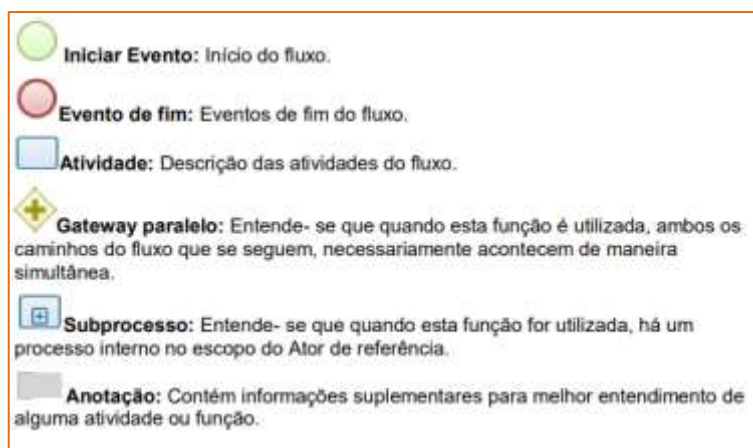 Iniciar Evento: Início do fluxo.
Evento de fim: Eventos de fim do fluxo.
Atividade: Descrição das atividades do fluxo.
Gateway paralelo: Entende- se que quando esta função é utilizada, ambos os
caminhos do fluxo que se seguem, necessariamente acontecem de maneira
simultânea.
Subprocesso: Entende- se que quando esta função for utilizada, há um
processo interno no escopo do Ator de referência.
Anotação: Contém informações suplementares para melhor entendimento de
alguma atividade ou função.